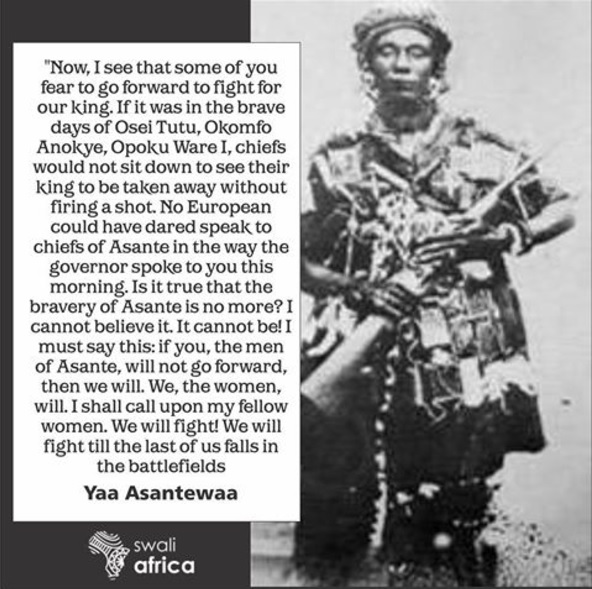 "Now, I see that some of you
fear to go forward to fight for
our king. If it was in the brave
days of Osei Tutu, Okomfo
Anokye, Opoku Ware I, chiefs
would not sit down to see their
king to be taken away without
firing a shot. No European
could have dared speak to
chiefs of Asante in the way the
governor spoke to you this
morning. Is it true that the
bravery of Asante is no more? I
cannot believe it. It cannot be! I
must say this: if you, the men
of Asante, will not go forward,
then we will. We, the women,
will. I shall call upon my fellow
women. We will fight! We will
fight till the last of us falls in
the battlefields
Yaa Asantewaa
swali
africa